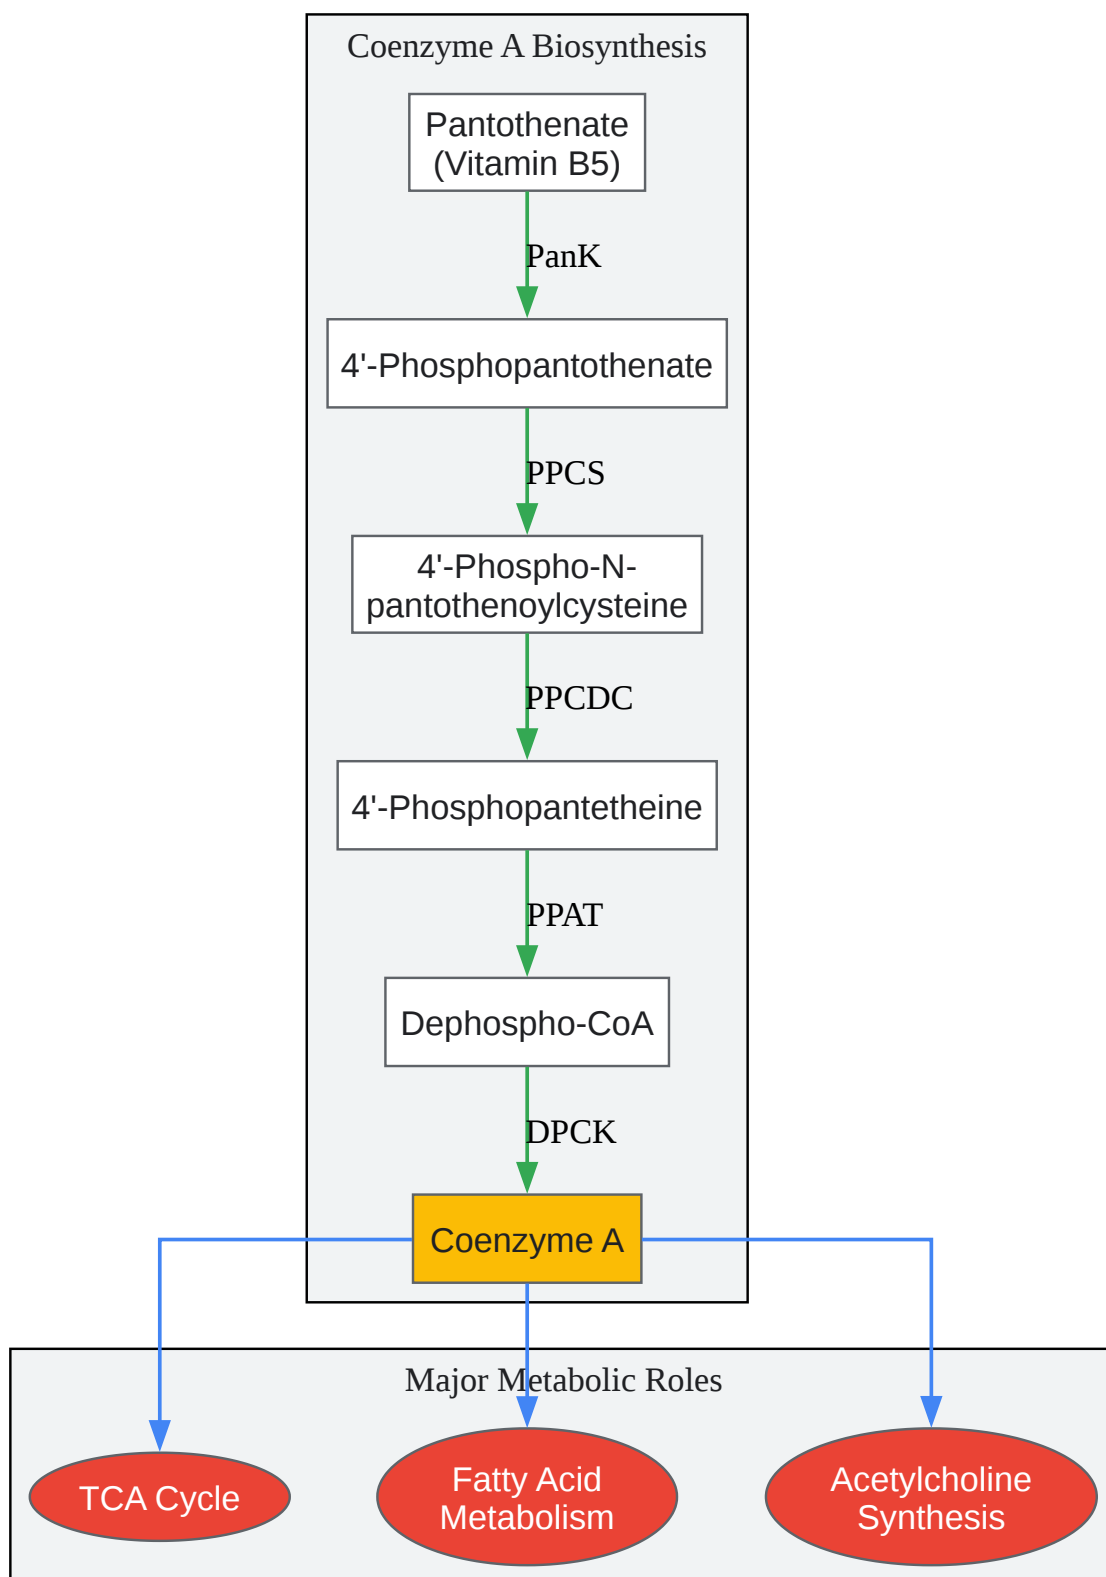 Coenzyme A Biosynthesis
Pantothenate
(Vitamin B5)
PanK
4'-Phosphopantothenate
PPCS
4'-Phospho-N-
pantothenoylcysteine
PPCDC
4'-Phosphopantetheine
PPAT
Dephospho-CoA
DPCK
Coenzyme A
Major Metabolic Roles
TCA Cycle
Fatty Acid
Metabolism
Acetylcholine
Synthesis